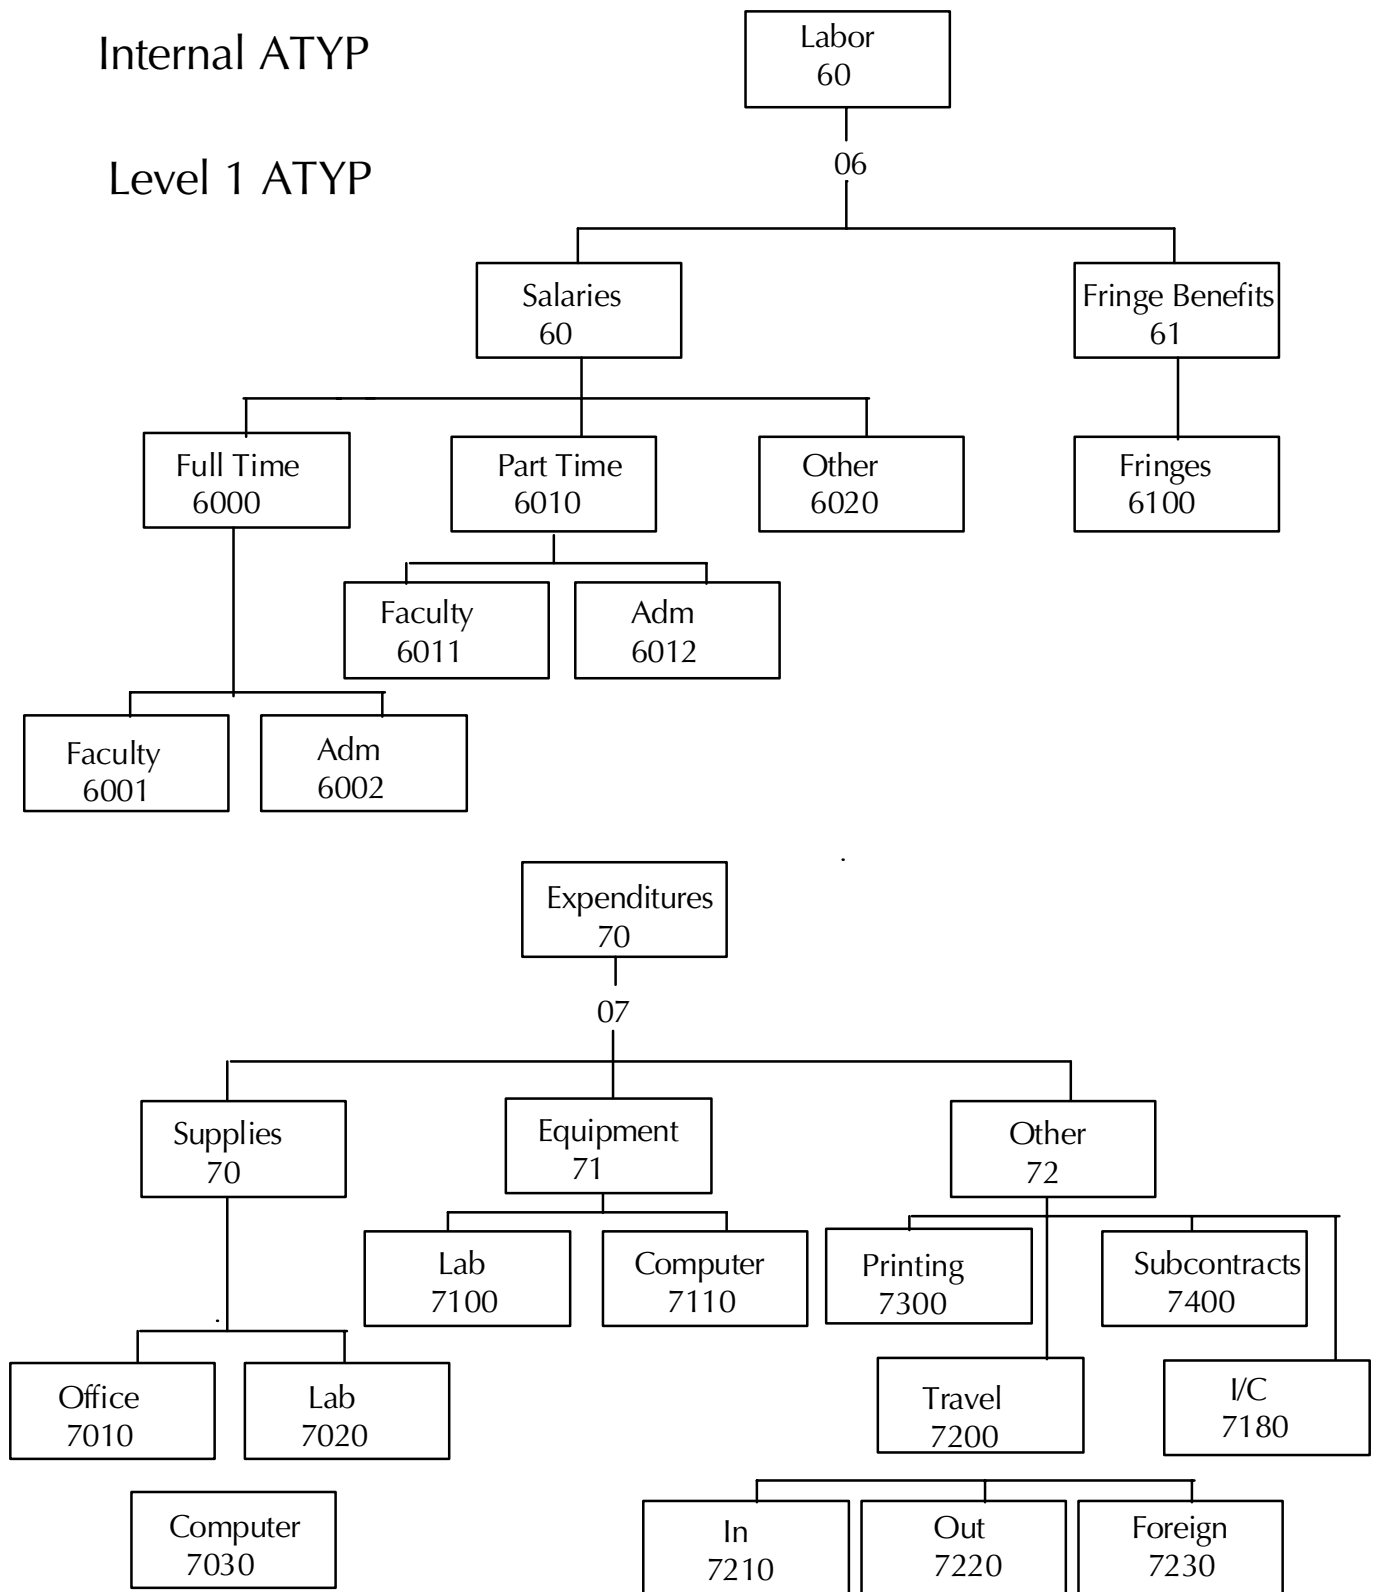 Internal ATYP
Labor
60
Level 1 ATYP
06
Salaries
60
Fringe Benefits
61
Full Time
6000
Part Time
6010
Other
6020
Fringes
6100
Faculty
6011
Adm
6012
Faculty
6001
Adm
6002
Expenditures
70
07
Supplies
70
Equipment
71
Other
72
Lab
7100
Computer
7110
Printing
7300
Subcontracts
7400
Office
7010
Lab
7020
Travel
7200
I/C
7180
Computer
7030
In
7210
Out
7220
Foreign
7230